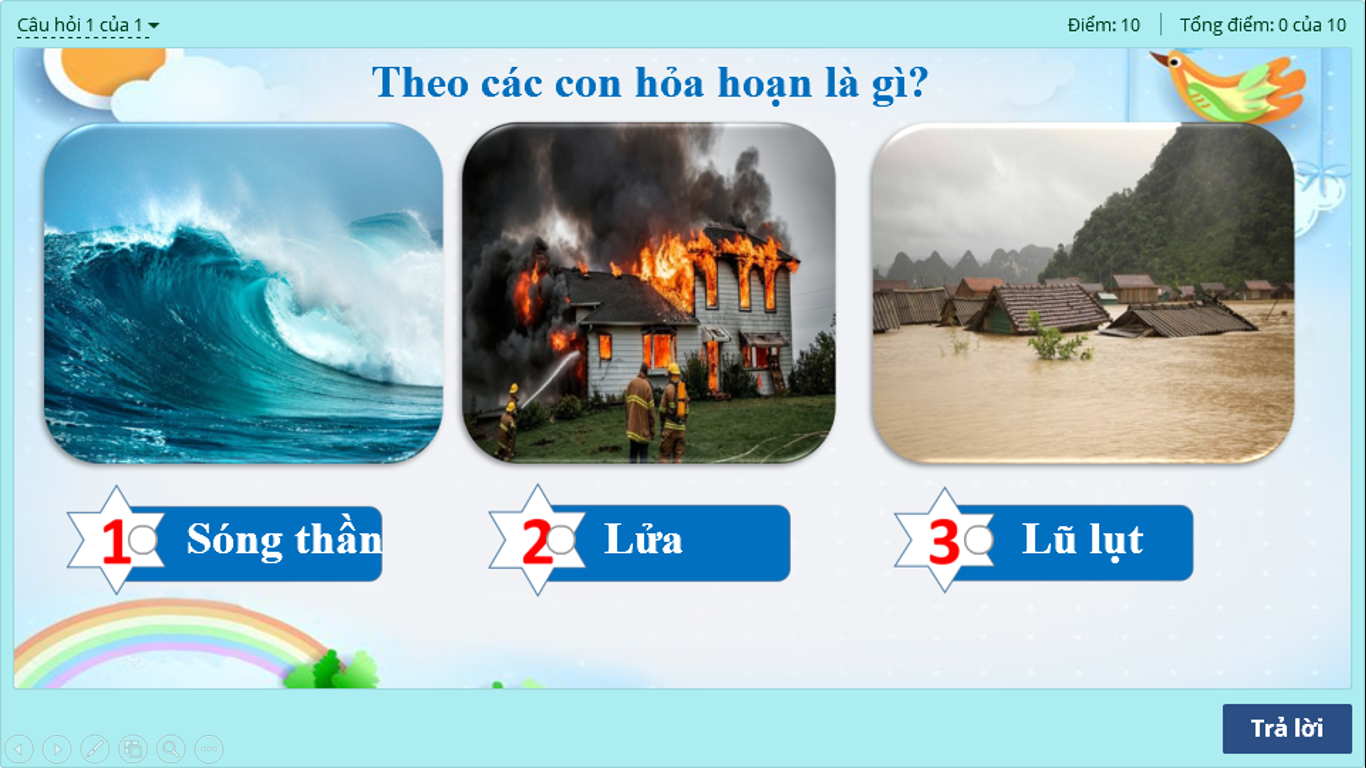 Câu hỏi 1 của 1
Điểm: 10
Tổng điểm: 0 của 10
Theo các con hỏa hoạn là gì?
1 Sóng thần
2 Lửa
3 Lũ lụt
Trả lời